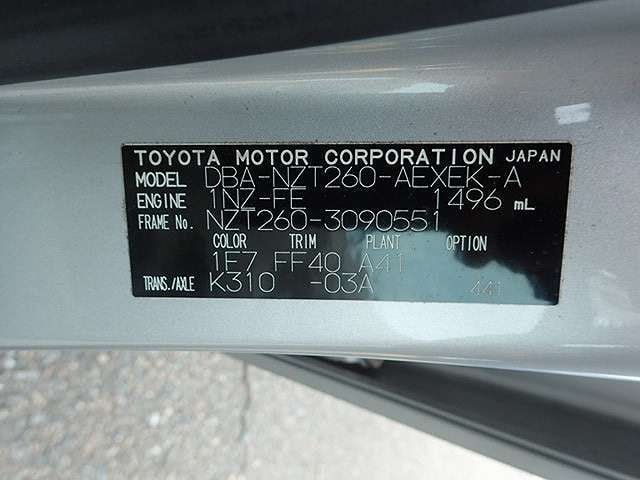 TOYOTA MOTOR CORPORATION JAPAN
MODEL DBA-NZT260-AEXEK-A
ENGINE 1NZ-FE 1496 mL
FRAME No. NZT260-3090551
COLOR TRIM PLANT OPTION
1E7 FF40 A41
TRANS./AXLE K310 -03A 441